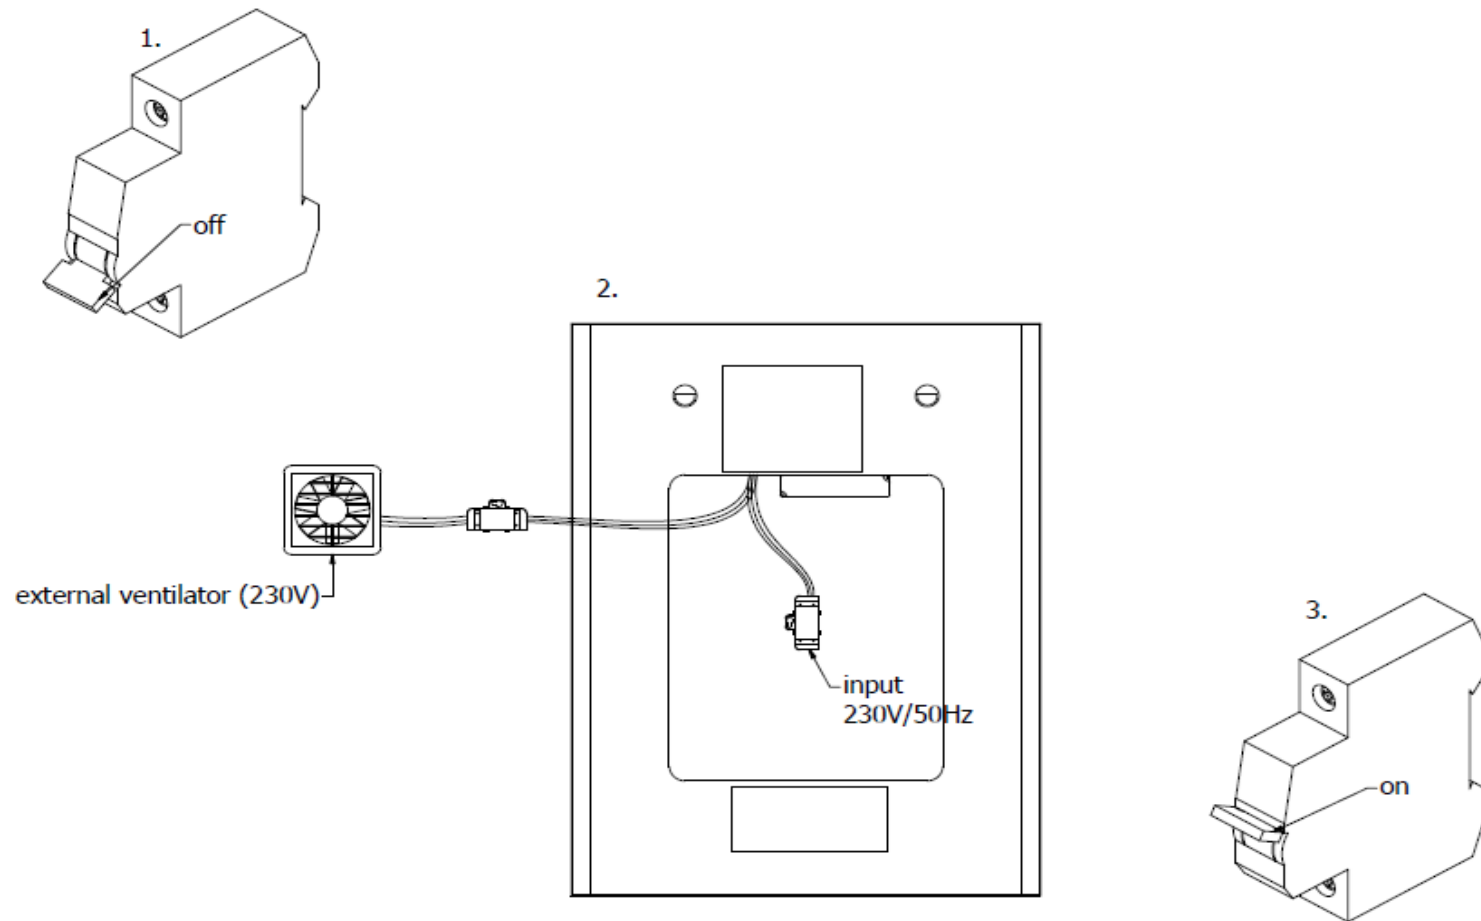 1.
off
2.
external ventilator (230V)
input
230V/50Hz
3.
on